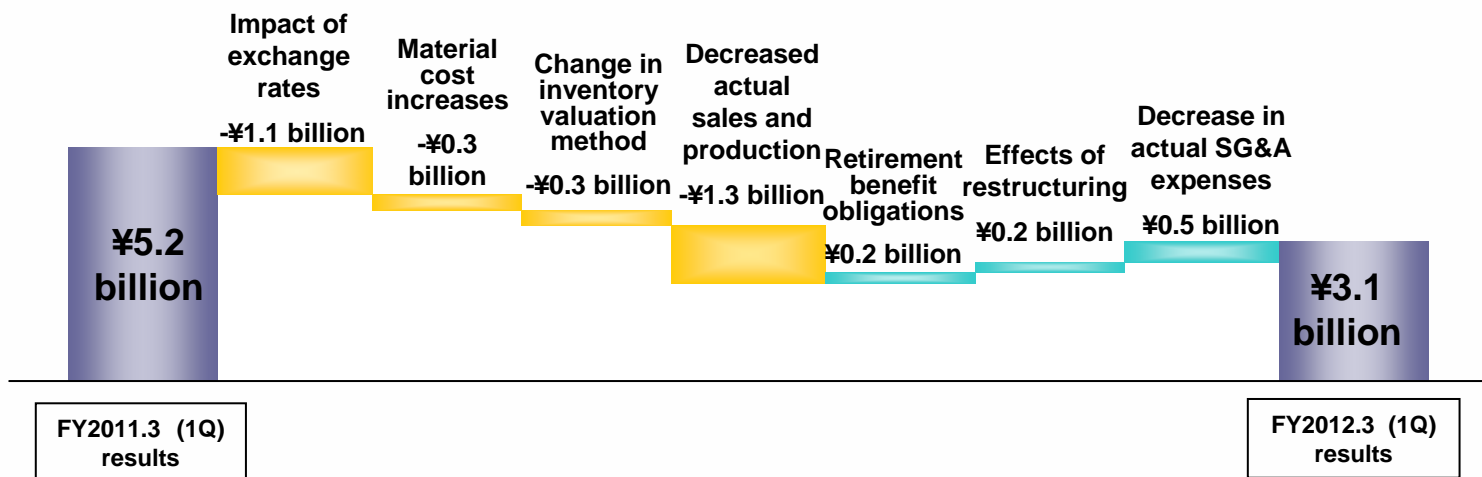 Impact of
exchange
rates
-¥1.1 billion
Material
cost
increases
-¥0.3
billion
Change in
inventory
valuation
method
-¥0.3 billion
Decreased
actual
sales and
production
-¥1.3 billion
Retirement
benefit
obligations
¥0.2 billion
Effects of
restructuring
¥0.2 billion
Decrease in
actual SG&A
expenses
¥0.5 billion
¥5.2
billion
¥3.1
billion
FY2011.3 (1Q)
results
FY2012.3 (1Q)
results